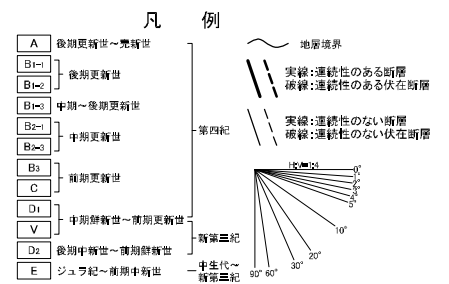 凡 例
A 後期更新世～完新世
B1-1
B1-2
後期更新世
B1-3 中期～後期更新世
B2-1
B2-3
中期更新世
B3
C
前期更新世
D1
V
中期鮮新世～前期更新世
D2 後期中新世～前期鮮新世
E ジュラ紀～前期中新世
第四紀
新第三紀
中生代～
新第三紀
地層境界
実線:連続性のある断層
破線:連続性のある伏在断層
実線:連続性のない断層
破線:連続性のない伏在断層
H:V=1:4
0°
1°
2°
3°
4°
5°
10°
20°
30°
60°
90°